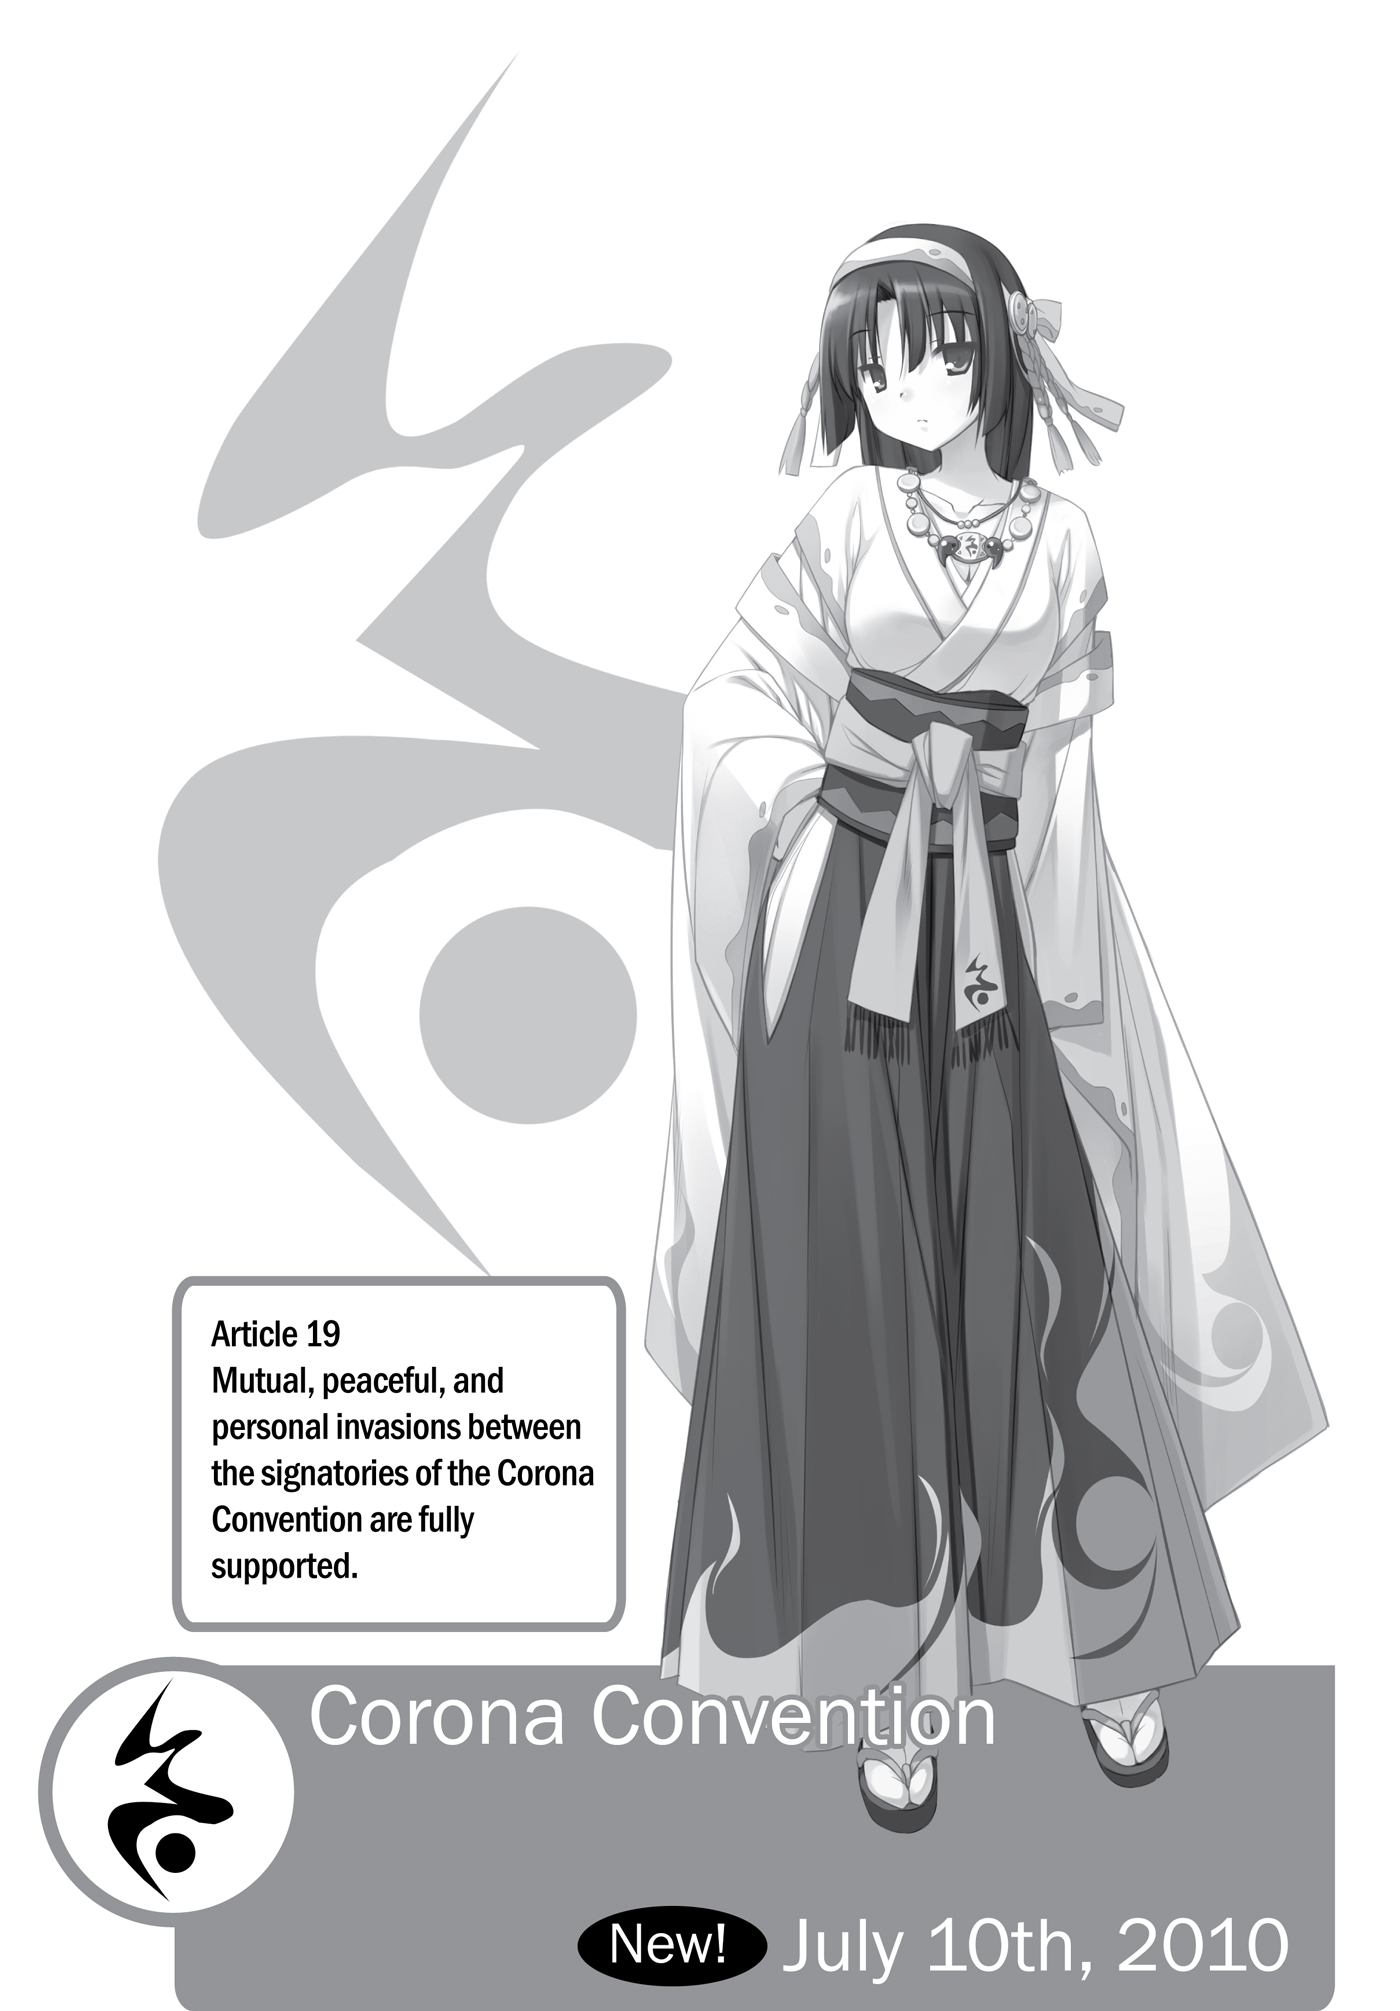 Article 19
Mutual, peaceful, and
personal invasions between
the signatories of the Corona
Convention are fully
supported.
Corona Convention
New! July 10th, 2010